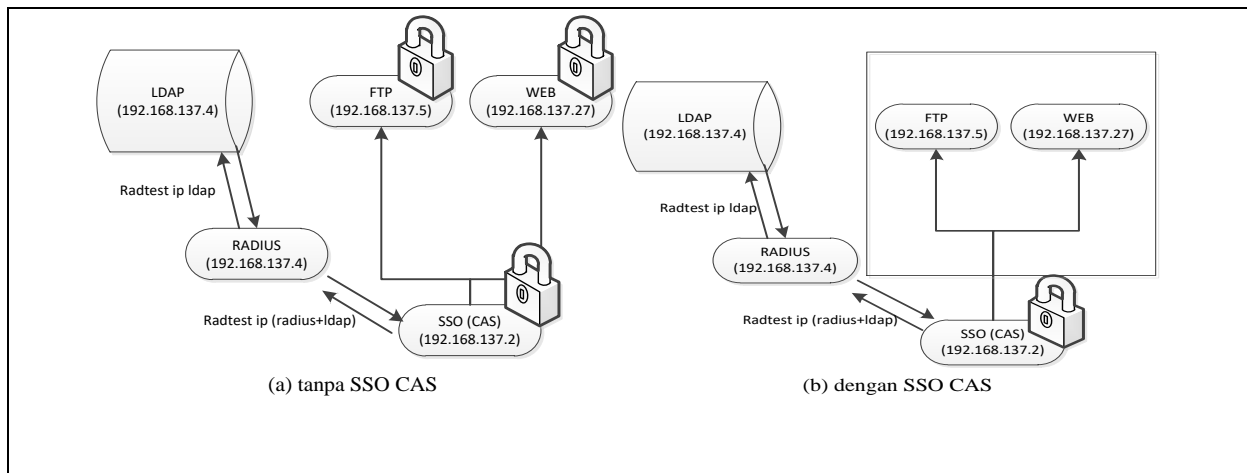 LDAP
(192.168.137.4)
FTP
(192.168.137.5)
WEB
(192.168.137.27)
Radtest ip ldap
RADIUS
(192.168.137.4)
Radtest ip (radius+ldap)
SSO (CAS)
(192.168.137.2)
(a) tanpa SSO CAS
LDAP
(192.168.137.4)
FTP
(192.168.137.5)
WEB
(192.168.137.27)
Radtest ip ldap
RADIUS
(192.168.137.4)
Radtest ip (radius+ldap)
SSO (CAS)
(192.168.137.2)
(b) dengan SSO CAS